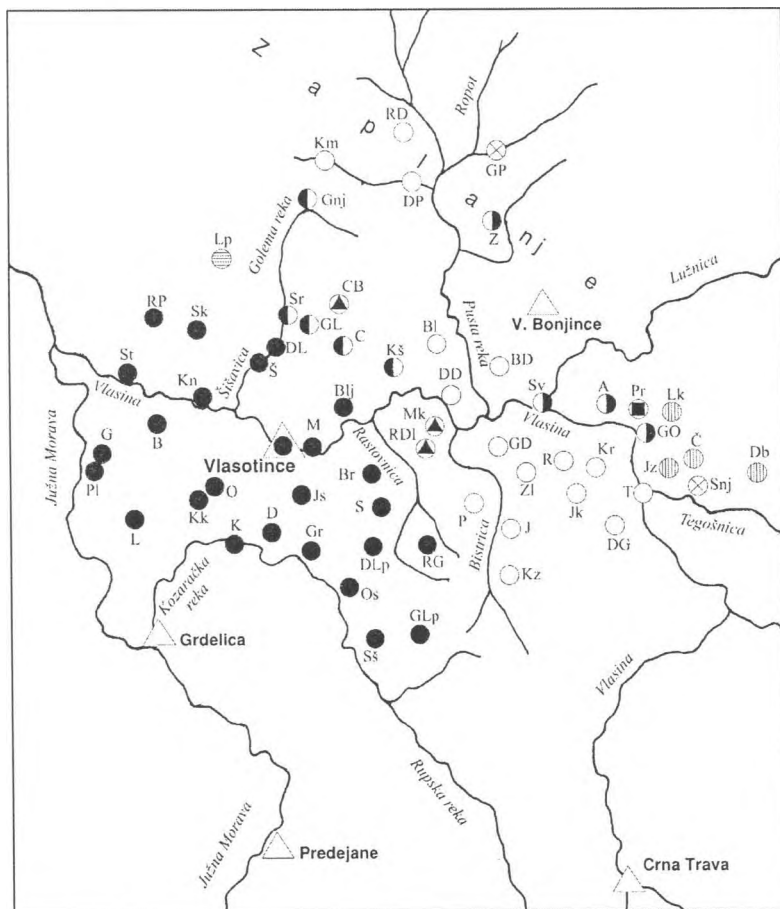 Z a p l a nj e
RD
Ropot
Km
GP
DP
Gnj
Z
Golema reka
Lp
Lužnica
CB
RP
Sk
Sr
GL
V. Bonjince
C
Bl
Pusta reka
DL
BD
St
Š
Kš
Vlasina
Šišavica
DD
Sv
A
Pr
Lk
Kn
Blj
Mk
Vlasina
GO
B
M
RDl
GD
R
Kr
Č
Db
Južna Morava
G
Vlasotince
Rastovnica
Jz
Pl
Br
Zl
Snj
O
Js
Jk
T
Kk
S
P
Tegošnica
L
D
J
DG
K
Gr
DLp
RG
Bistrica
Kozaračka
reka
Os
Kz
GLp
Grdelica
Sš
Vlasina
Rupska reka
Južna Morava
Predejane
Crna Trava